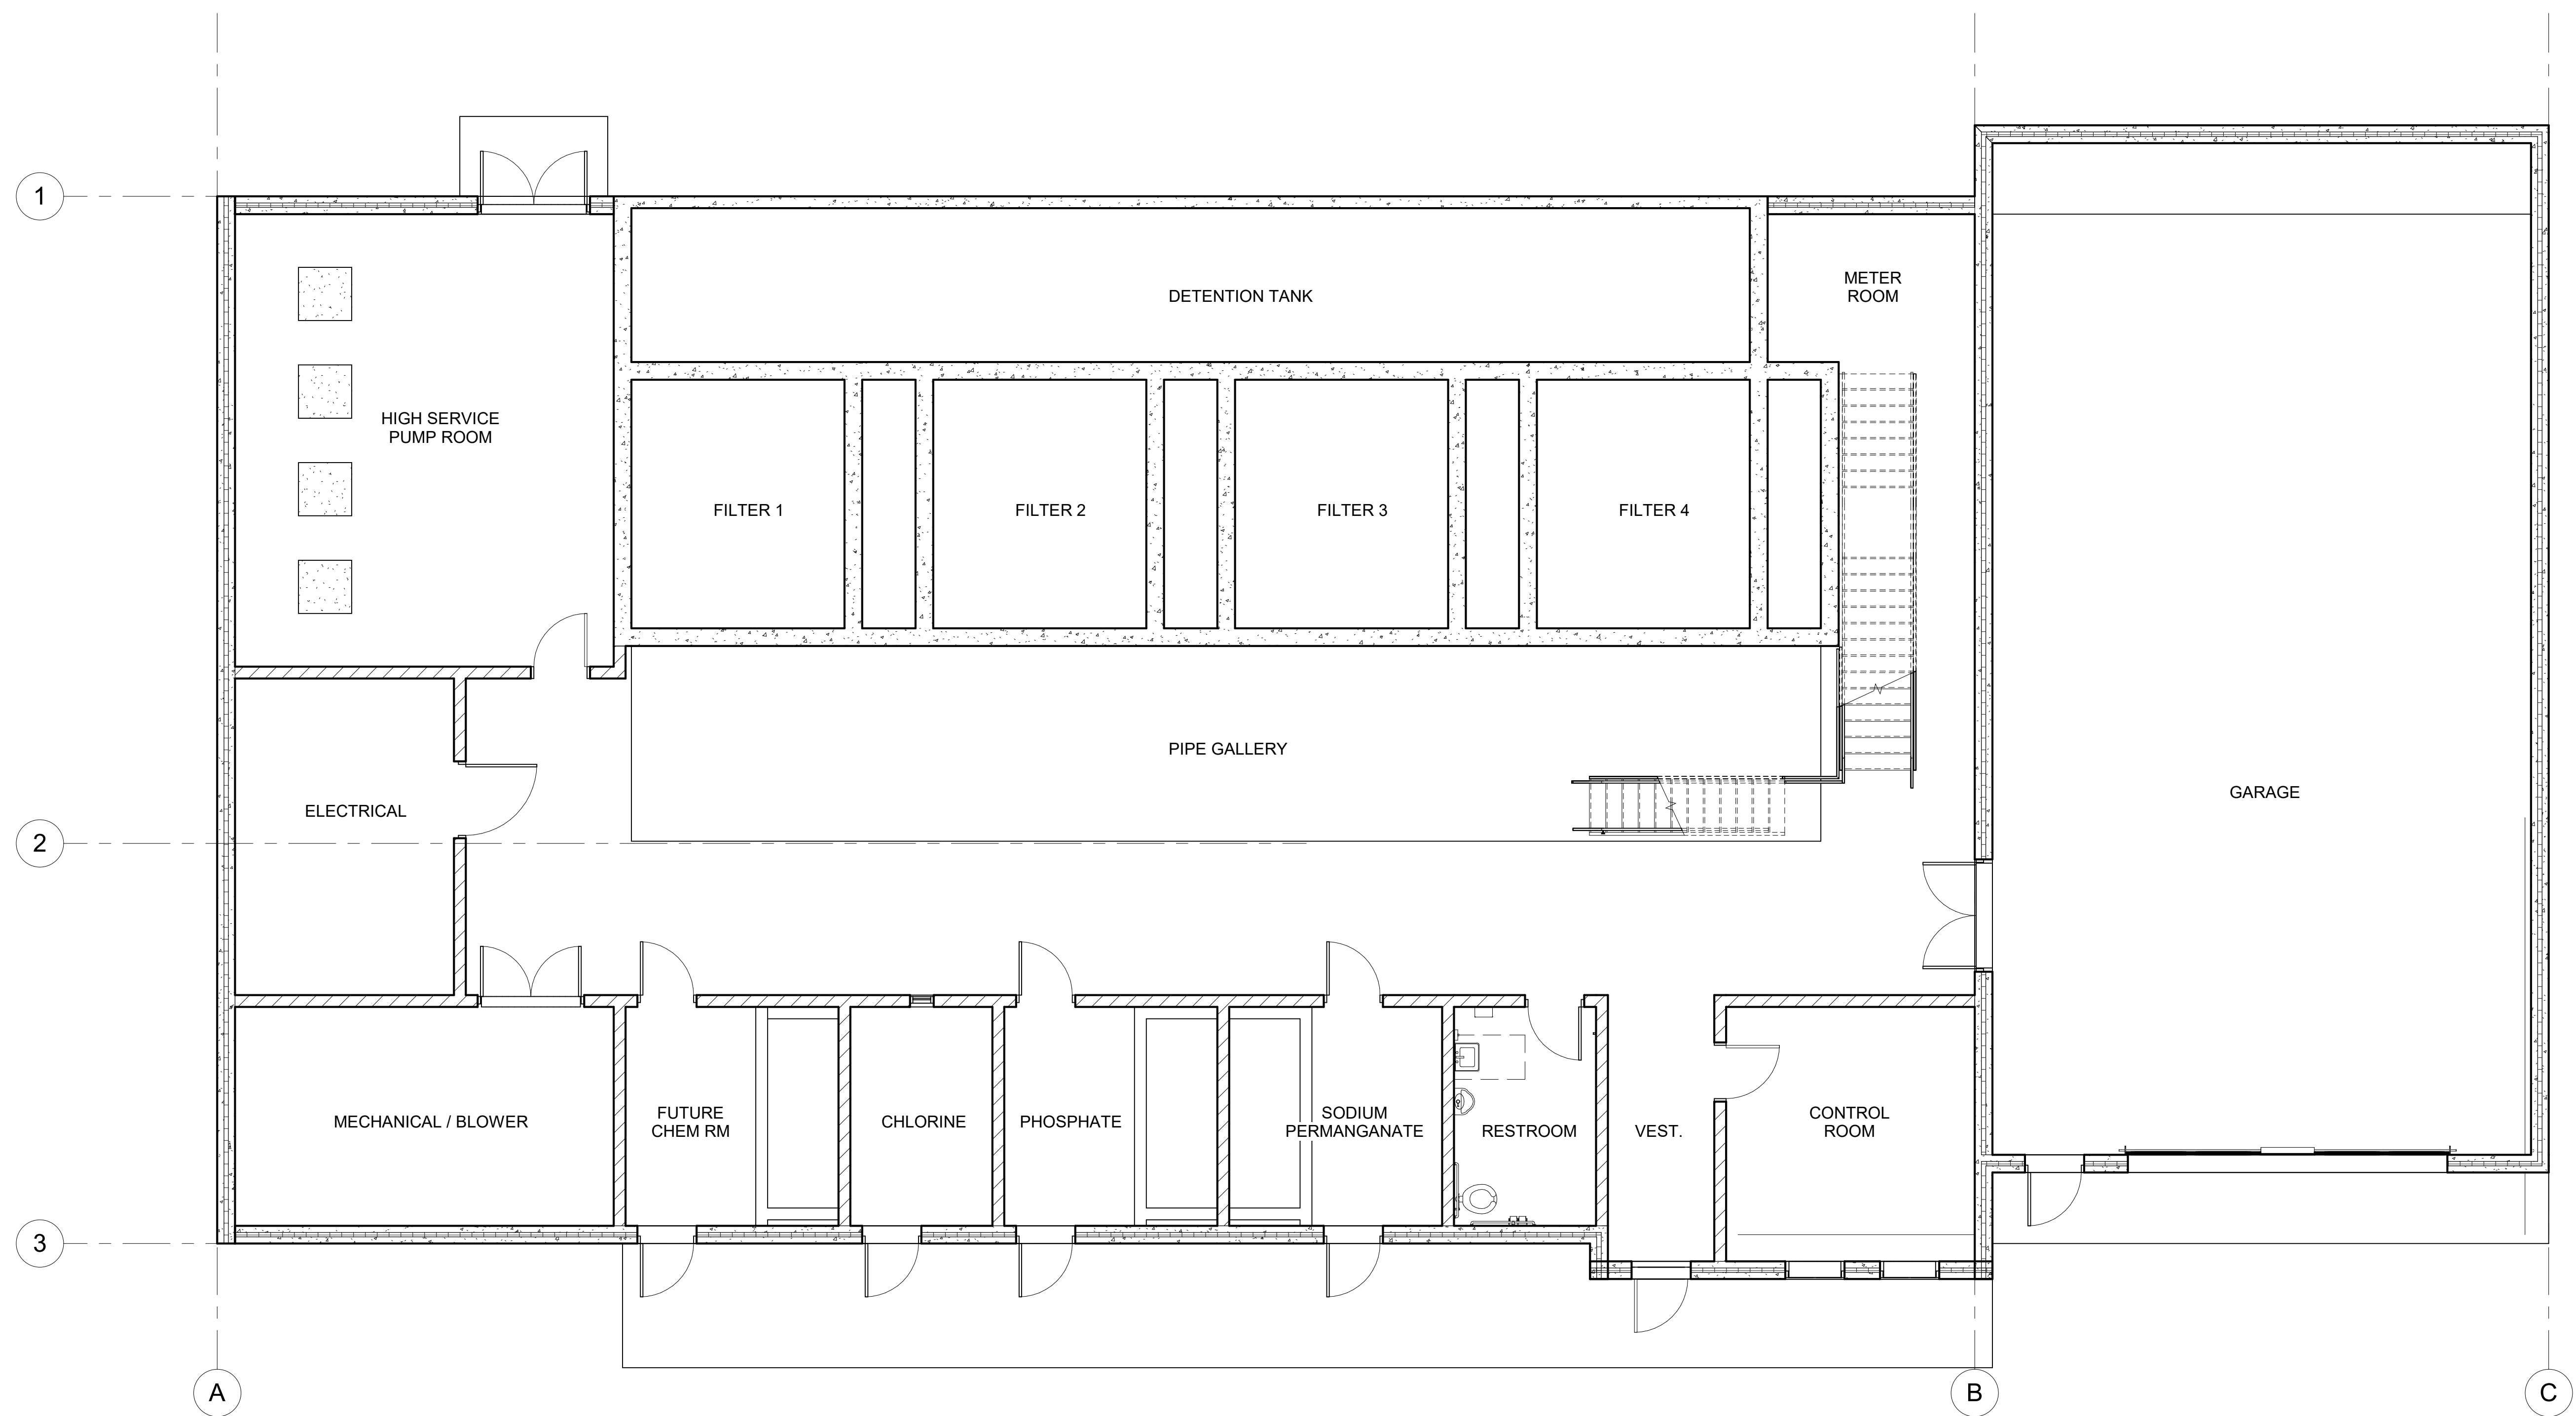 1
METER
ROOM
DETENTION TANK
HIGH SERVICE
PUMP ROOM
FILTER 1
FILTER 2
FILTER 3
FILTER 4
PIPE GALLERY
GARAGE
ELECTRICAL
2
MECHANICAL / BLOWER
FUTURE
CHEM RM
CHLORINE
PHOSPHATE
SODIUM
PERMANGANATE
RESTROOM
VEST.
CONTROL
ROOM
3
A
B
C